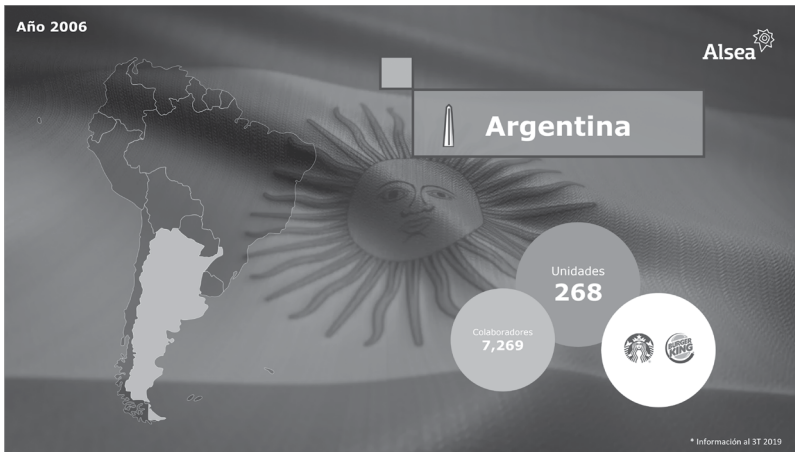 Año 2006
Alsea
Argentina
Unidades
268
Colaboradores
7,269
BURGER
KING
* Información al 3T 2019